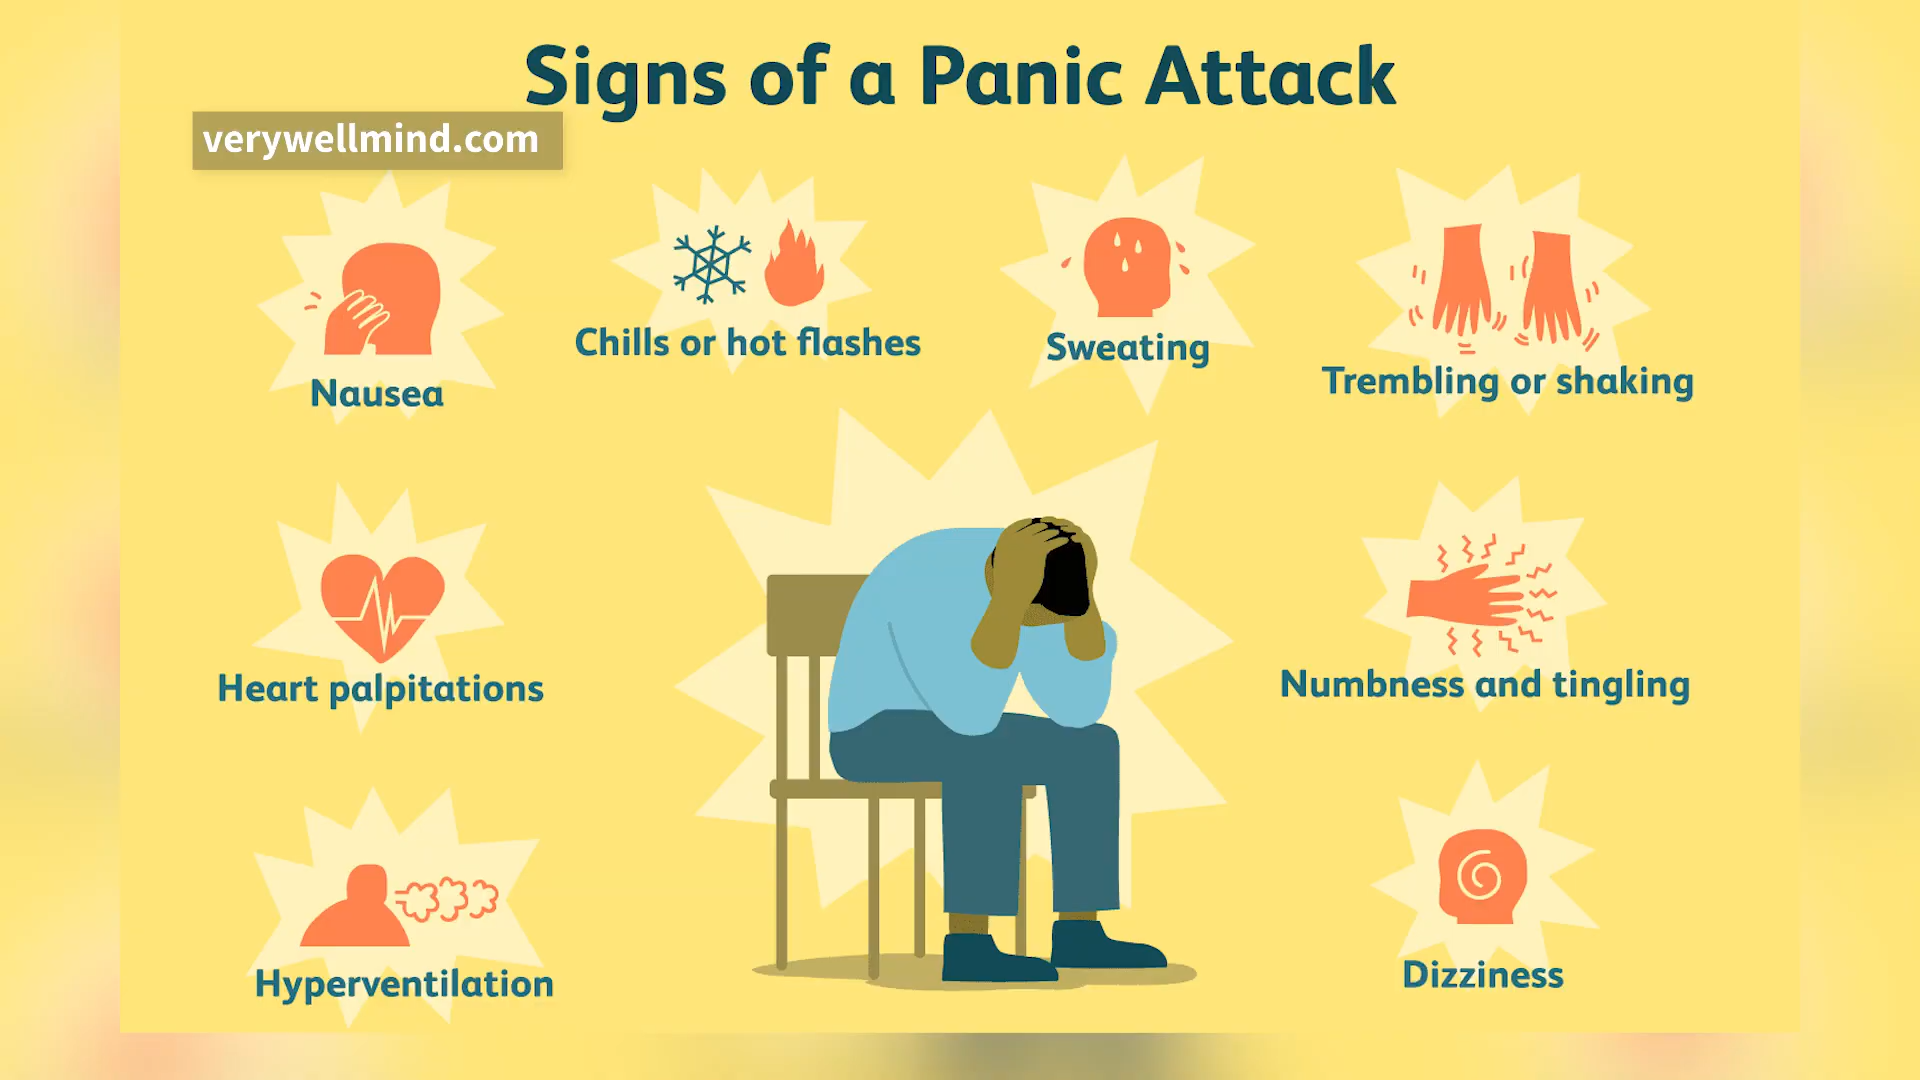 Signs of a Panic Attack
verywellmind.com
Nausea
Chills or hot flashes
Sweating
Trembling or shaking
Heart palpitations
Numbness and tingling
Hyperventilation
Dizziness